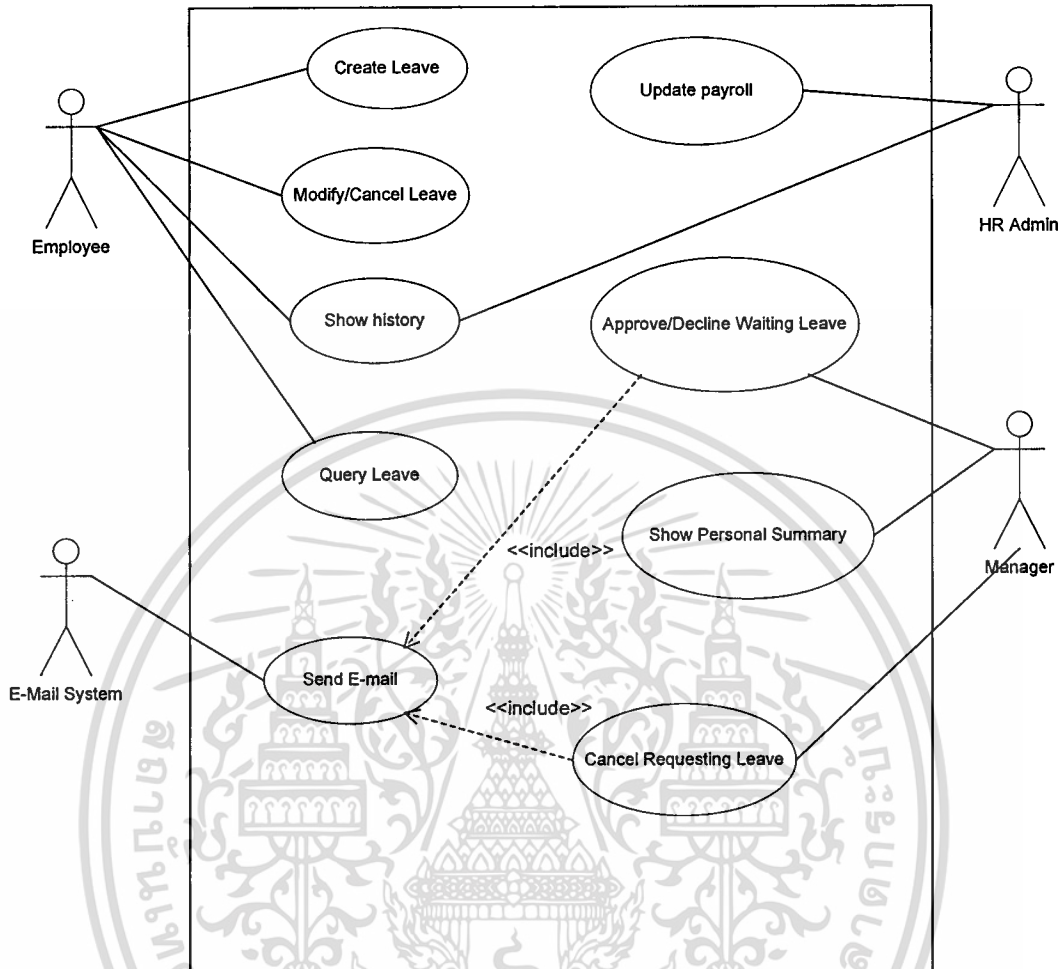 Create Leave
Update payroll
Modify/Cancel Leave
Employee
HR Admin
Show history
Approve/Decline Waiting Leave
Query Leave
<<include>>
Show Personal Summary
Manager
Send E-mail
E-Mail System
<<include>>
Cancel Requesting Leave